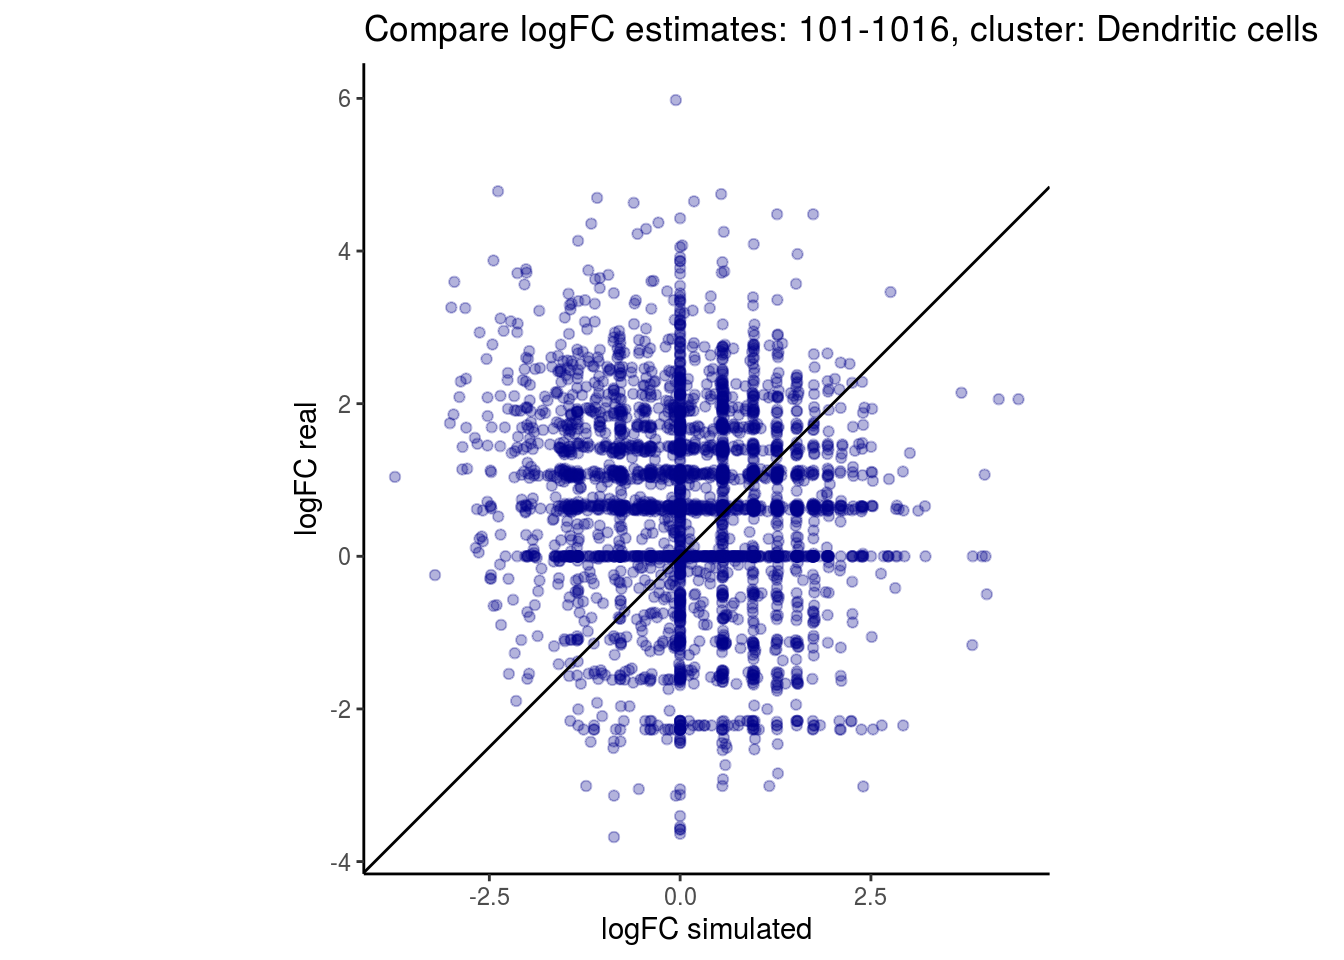 Compare logFC estimates: 101-1016, cluster: Dendritic cells
6
4
2
0
-2
-4
logFC real
-2.5 0.0 2.5
logFC simulated